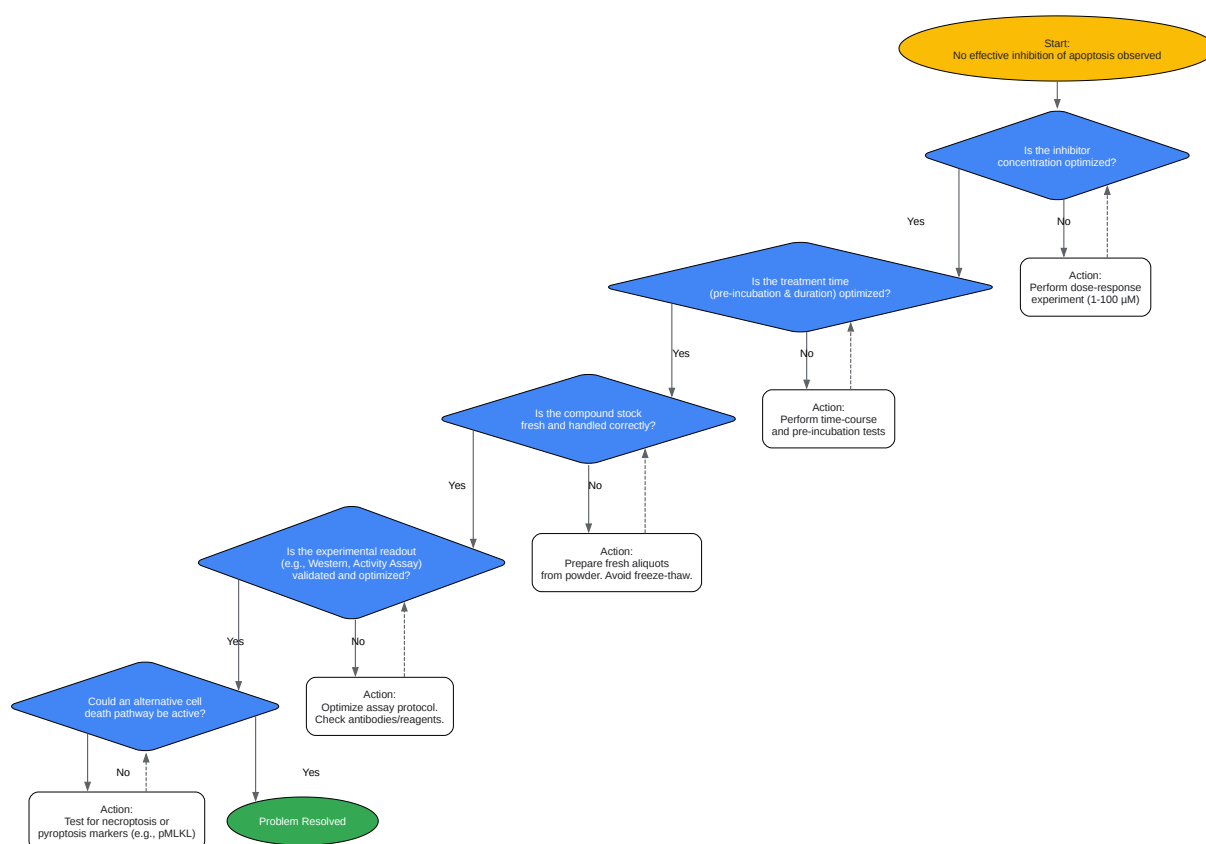 Start:
No effective inhibition of apoptosis observed
Is the inhibitor
concentration optimized?
Yes
No
Action:
Perform dose-response
experiment (1-100 µM)
Is the treatment time
(pre-incubation & duration) optimized?
Yes
No
Action:
Perform time-course
and pre-incubation tests
Is the compound stock
fresh and handled correctly?
Yes
No
Action:
Prepare fresh aliquots
from powder. Avoid freeze-thaw.
Is the experimental readout
(e.g., Western, Activity Assay)
validated and optimized?
Yes
No
Action:
Optimize assay protocol.
Check antibodies/reagents.
Could an alternative cell
death pathway be active?
No
Yes
Action:
Test for necroptosis or
pyroptosis markers (e.g., pMLKL)
Problem Resolved